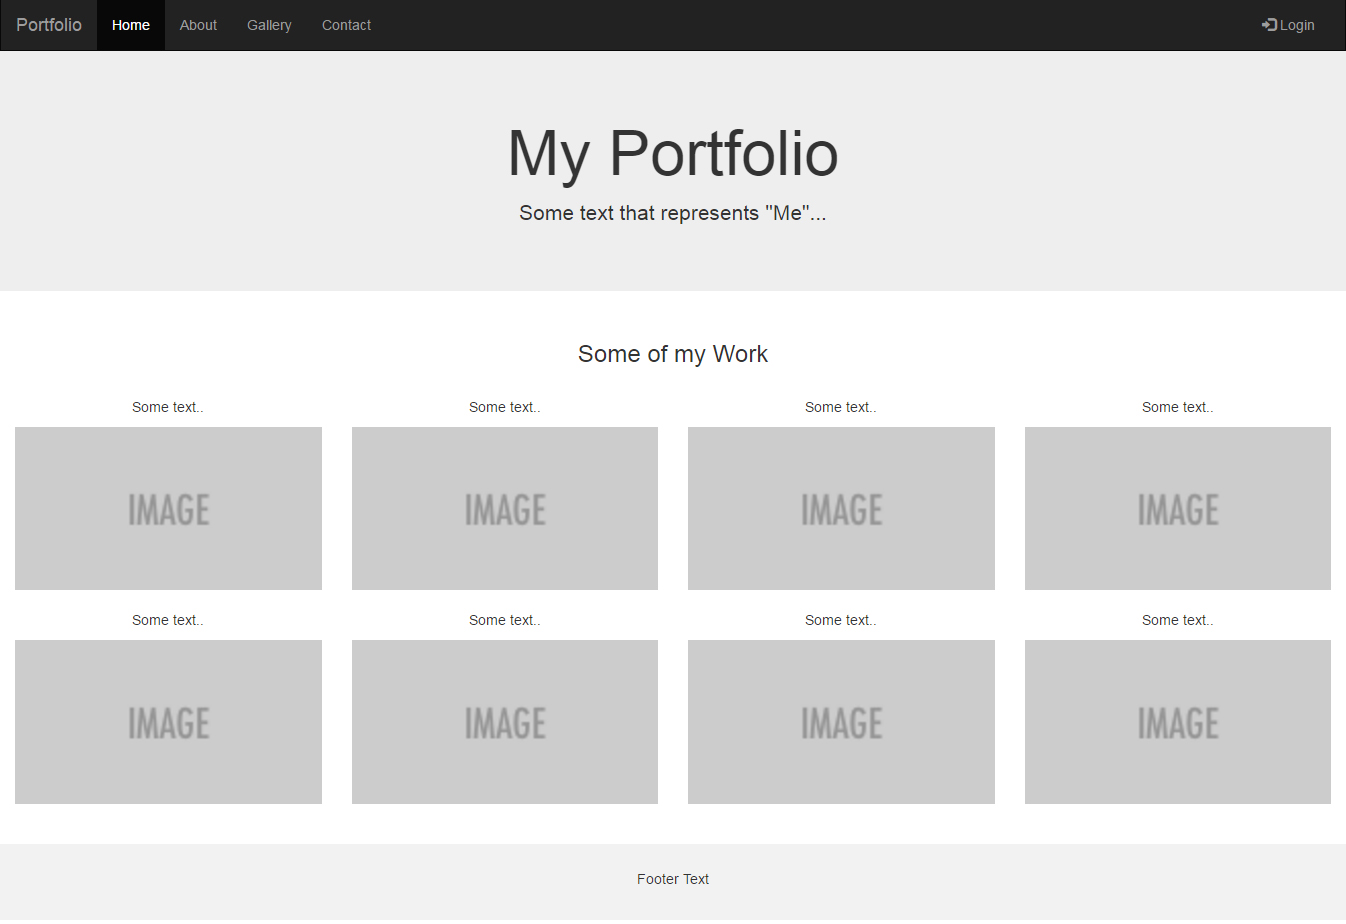 Portfolio Home About Gallery Contact Login
My Portfolio
Some text that represents "Me"...
Some of my Work
Some text.. Some text.. Some text.. Some text..
IMAGE IMAGE IMAGE IMAGE
Some text.. Some text.. Some text.. Some text..
IMAGE IMAGE IMAGE IMAGE
Footer Text